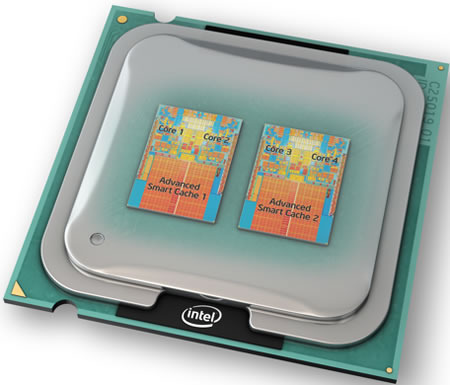 Core 1 Core 2
Advanced
Smart Cache 1
Core 3 Core 4
Advanced
Smart Cache 2
intel